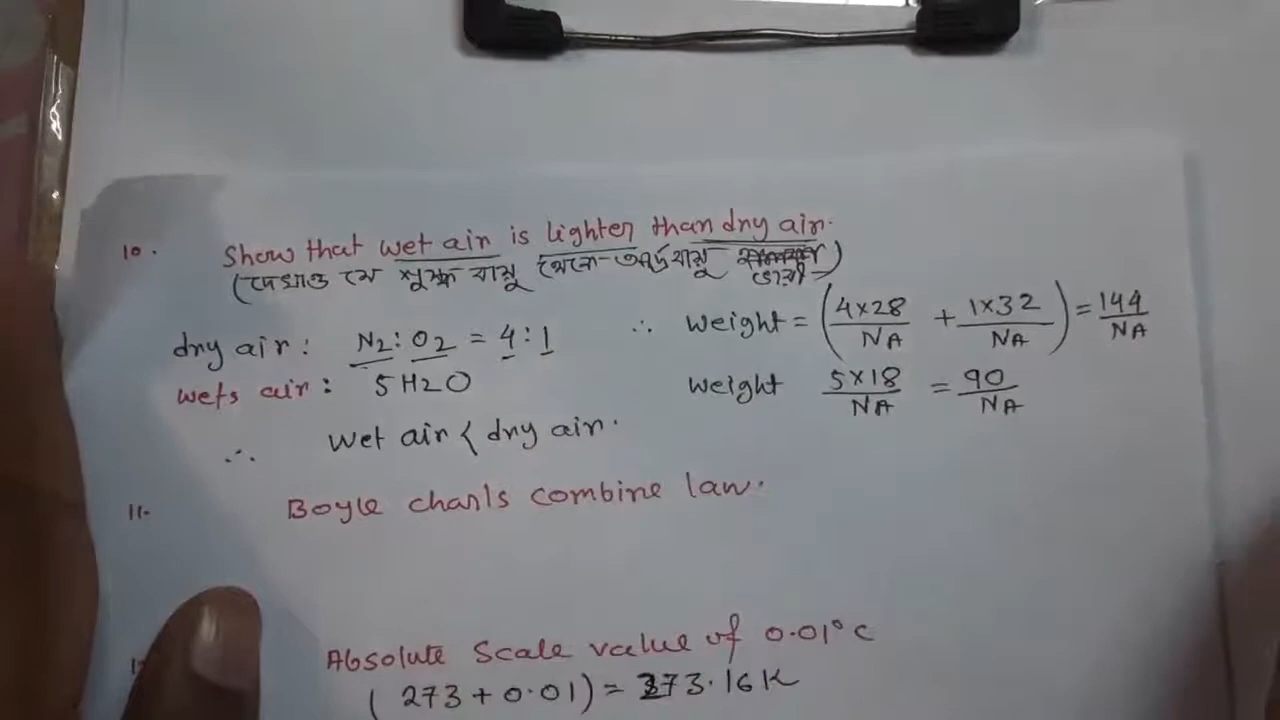 10. Show that wet air is lighter than dry air.
(দেখাও যে শুষ্ক বায়ু থেকে আর্দ্র বায়ু
dry air: N2:O2 = 4:1 ∴ weight = (4×28/NA + 1×32/NA) = 144/NA
wets air: 5H2O weight 5×18/NA = 90/NA
∴ wet air < dry air.
11. Boyle charls combine law.
Absolute scale value of 0.01°C
(273 + 0.01) = 273.16K